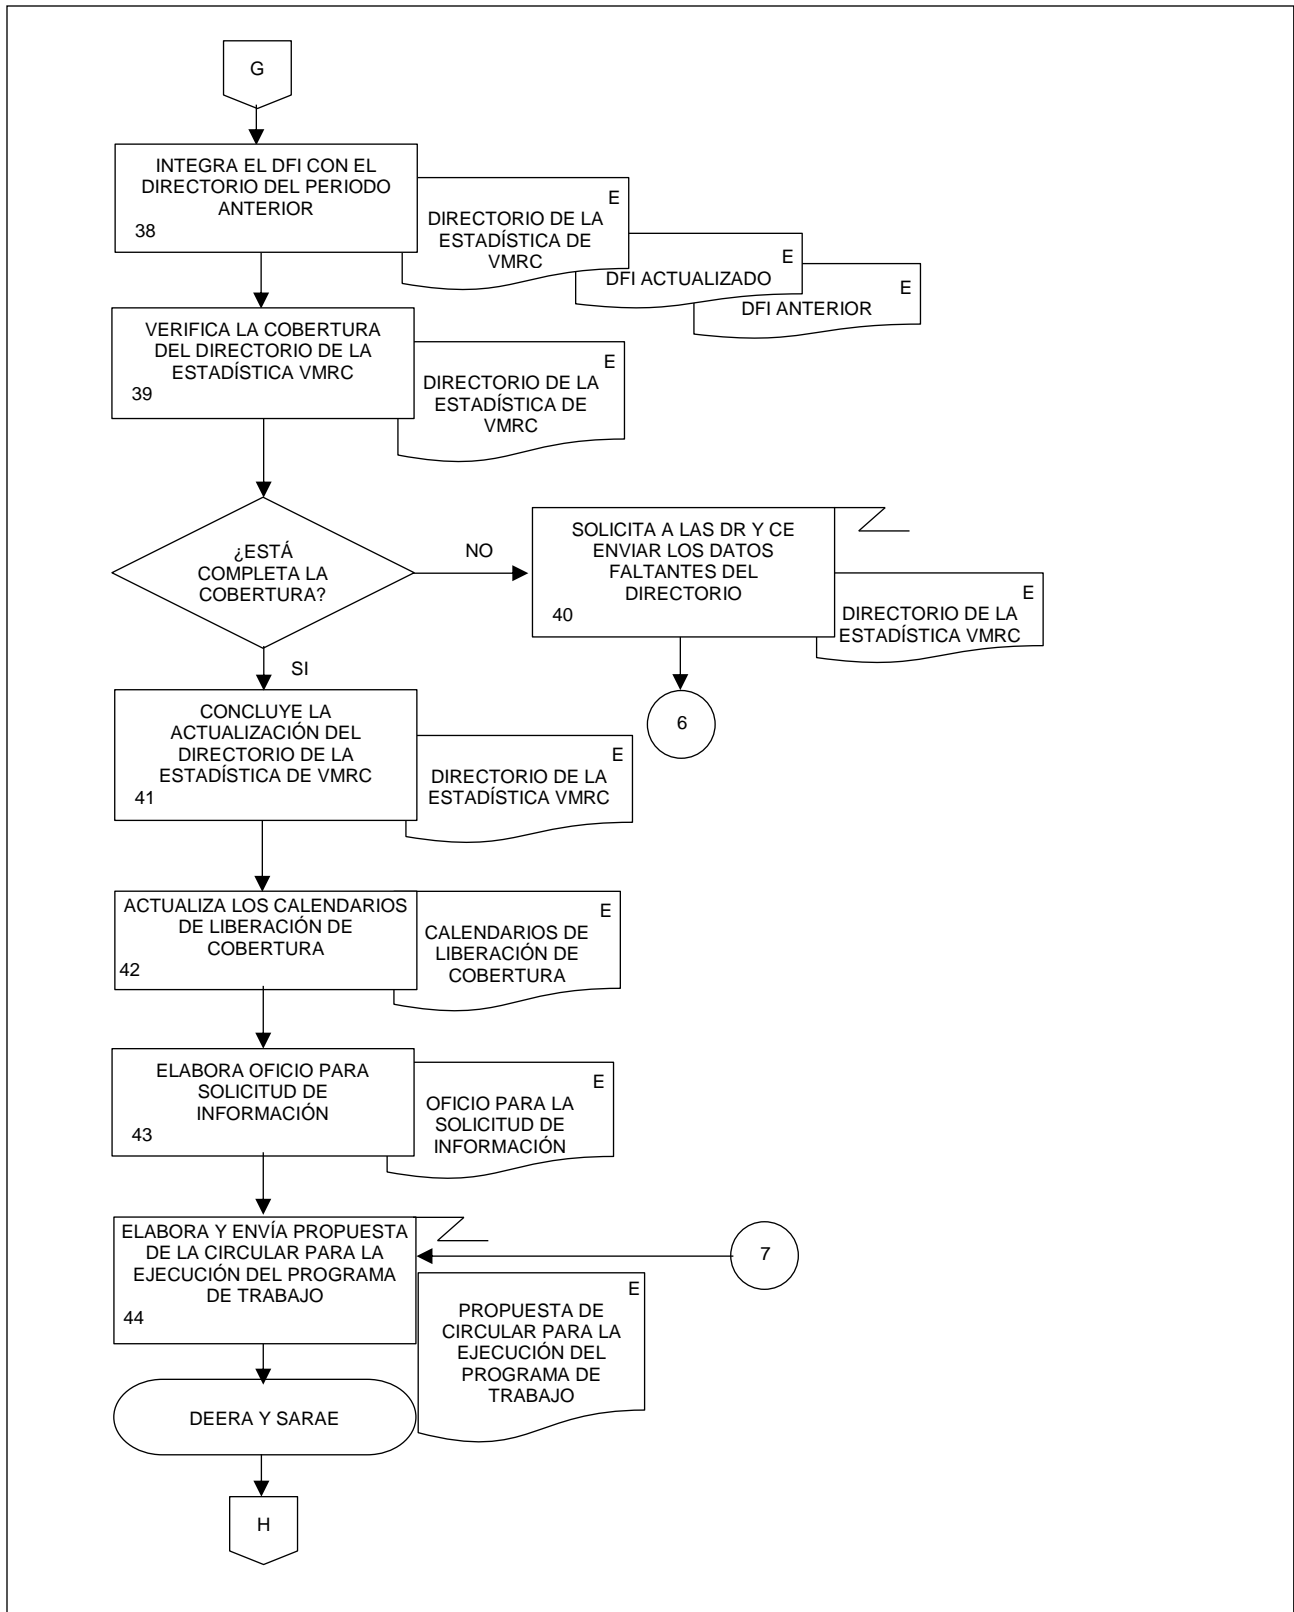 G
INTEGRA EL DFI CON EL
DIRECTORIO DEL PERIODO
ANTERIOR
38
E
DIRECTORIO DE LA
ESTADÍSTICA DE
VMRC
E
DFI ACTUALIZADO
E
DFI ANTERIOR
VERIFICA LA COBERTURA
DEL DIRECTORIO DE LA
ESTADÍSTICA VMRC
39
E
DIRECTORIO DE LA
ESTADÍSTICA DE
VMRC
¿ESTÁ
COMPLETA LA
COBERTURA?
NO
SOLICITA A LAS DR Y CE
ENVIAR LOS DATOS
FALTANTES DEL
DIRECTORIO
40
E
DIRECTORIO DE LA
ESTADÍSTICA VMRC
6
SI
CONCLUYE LA
ACTUALIZACIÓN DEL
DIRECTORIO DE LA
ESTADÍSTICA DE VMRC
41
E
DIRECTORIO DE LA
ESTADÍSTICA VMRC
ACTUALIZA LOS CALENDARIOS
DE LIBERACIÓN DE
COBERTURA
42
E
CALENDARIOS DE
LIBERACIÓN DE
COBERTURA
ELABORA OFICIO PARA
SOLICITUD DE
INFORMACIÓN
43
E
OFICIO PARA LA
SOLICITUD DE
INFORMACIÓN
ELABORA Y ENVÍA PROPUESTA
DE LA CIRCULAR PARA LA
EJECUCIÓN DEL PROGRAMA
DE TRABAJO
44
7
E
PROPUESTA DE
CIRCULAR PARA LA
EJECUCIÓN DEL
PROGRAMA DE
TRABAJO
DEERA Y SARAE
H